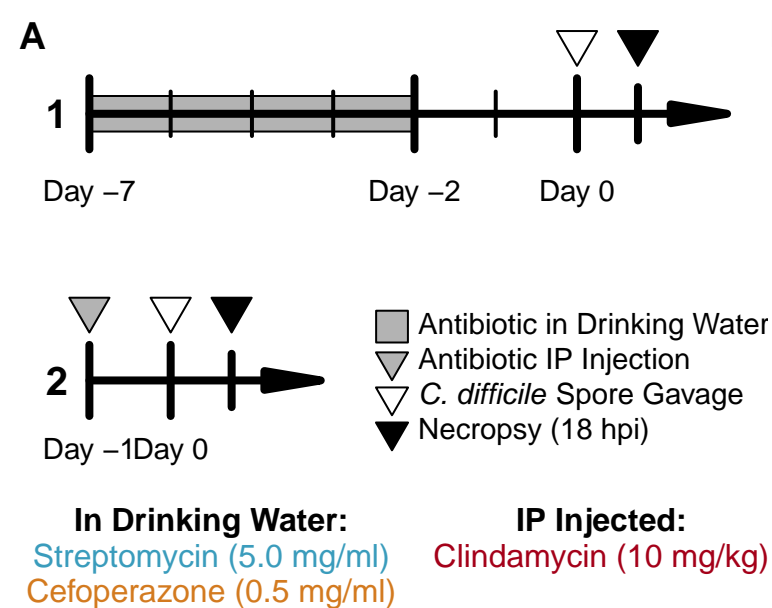 A
1
Day −7 Day −2 Day 0
2
Day −1Day 0
Antibiotic in Drinking Water
Antibiotic IP Injection
C. difficile Spore Gavage
Necropsy (18 hpi)
In Drinking Water:
Streptomycin (5.0 mg/ml)
Cefoperazone (0.5 mg/ml)
IP Injected:
Clindamycin (10 mg/kg)